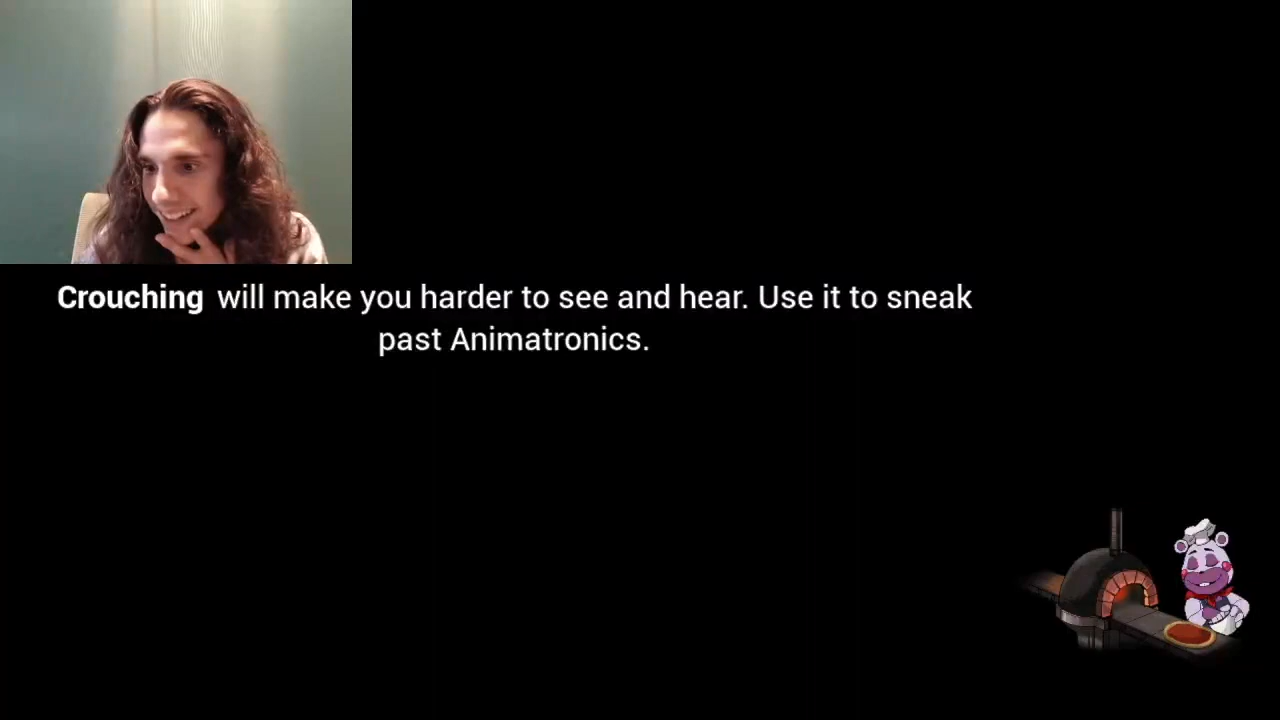 Crouching will make you harder to see and hear. Use it to sneak
past Animatronics.